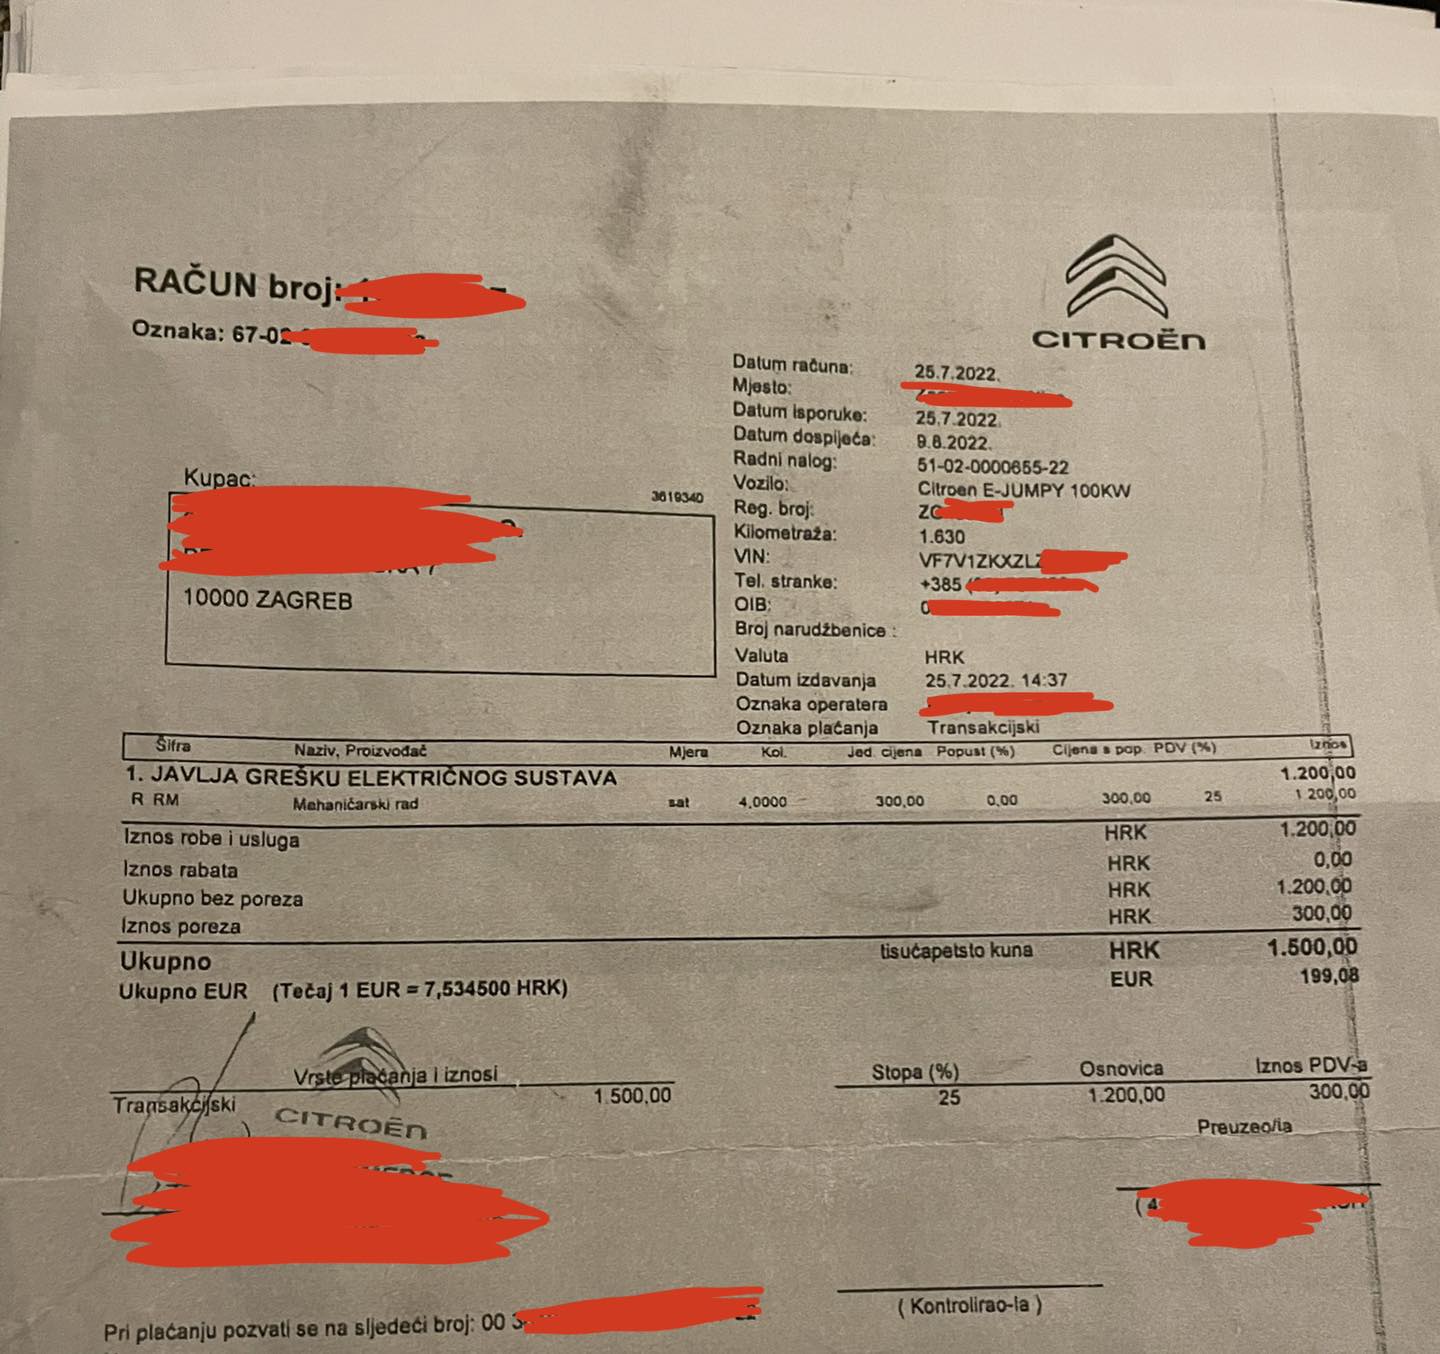 RAČUN broj:
Oznaka: 67-02
CITROËN
Datum računa: 25.7.2022.
Mjesto:
Datum isporuke: 25.7.2022.
Datum dospijeća: 9.8.2022.
Radni nalog: 51-02-0000655-22
Vozilo: Citroen E-JUMPY 100KW
Reg. broj:
Kilometraža: 1.630
VIN: VF7V1ZKXZL
Tel. stranke: +385
OIB:
Broj narudžbenice :
Valuta HRK
Datum izdavanja 25.7.2022. 14:37
Oznaka operatera
Oznaka plaćanja Transakcijski
Kupac:
3619340
10000 ZAGREB
Šifra Naziv, Proizvođač Mjera Kol. Jed. cijena Popust (%) Cijena s pop. PDV (%) Iznos
1. JAVLJA GREŠKU ELEKTRIČNOG SUSTAVA 1.200,00
R RM Mehaničarski rad sat 4,0000 300,00 0,00 300,00 25 1 200,00
Iznos robe i usluga HRK 1.200,00
Iznos rabata HRK 0,00
Ukupno bez poreza HRK 1.200,00
Iznos poreza HRK 300,00
Ukupno tisućapetsto kuna HRK 1.500,00
Ukupno EUR (Tečaj 1 EUR = 7,534500 HRK) EUR 199,08
Vrste plaćanja i iznosi
Transakcijski 1.500,00
CITROËN
Stopa (%) Osnovica Iznos PDV-a
25 1.200,00 300,00
Preuzeo/la
( Kontrolirao-la )
Pri plaćanju pozvati se na sljedeći broj: 00